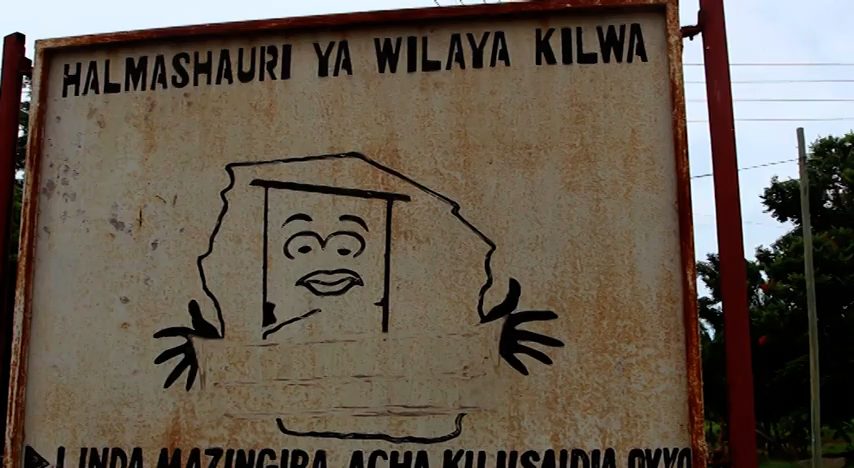 HALMASHAURI YA WILAYA KILWA
LINDA MAZINGIRA ACHA KUJISAIDIA OVYO